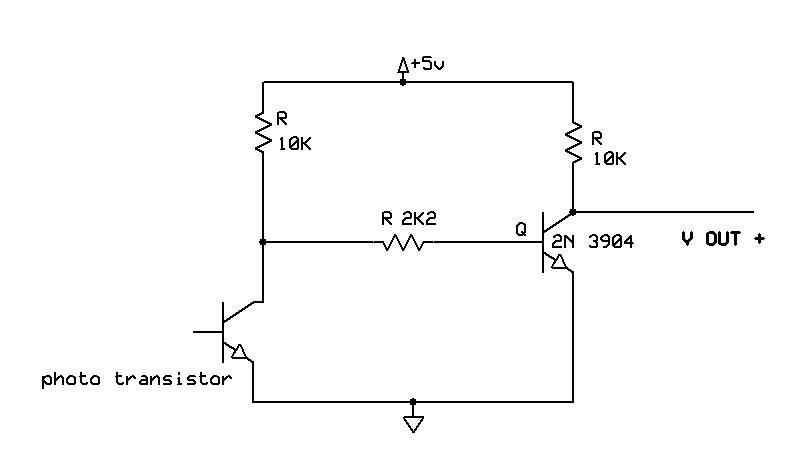 +5v
R
10K
R
10K
R 2K2
Q
2N 3904
V OUT +
photo transistor